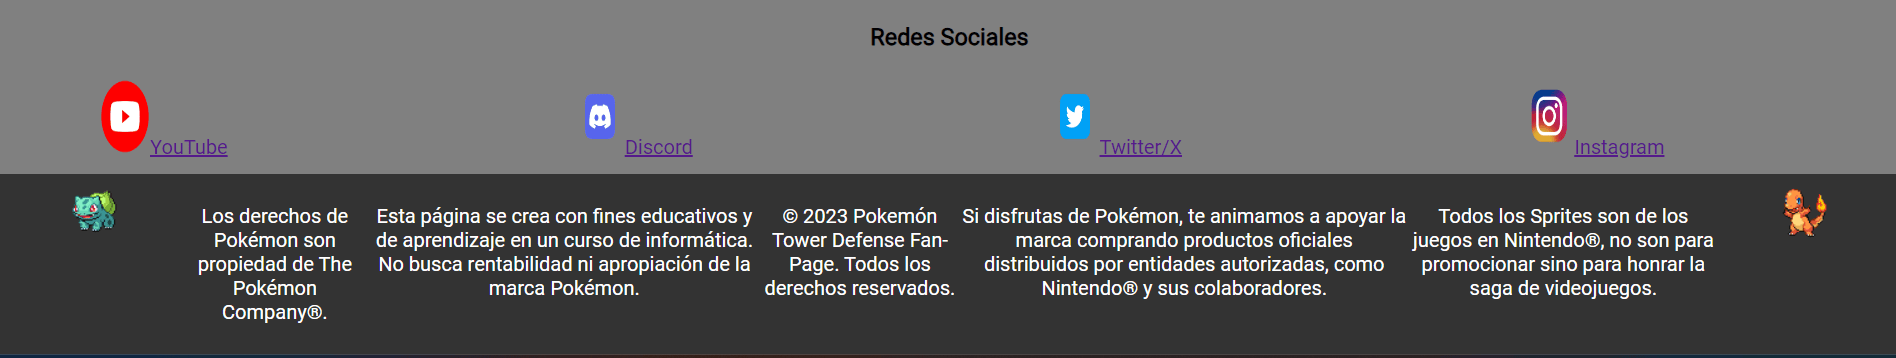 Redes Sociales
YouTube
Discord
Twitter/X
Instagram
Los derechos de
Pokémon son
propiedad de The
Pokémon
Company®.
Esta página se crea con fines educativos y
de aprendizaje en un curso de informática.
No busca rentabilidad ni apropiación de la
marca Pokémon.
© 2023 Pokemón
Tower Defense Fan-
Page. Todos los
derechos reservados.
Si disfrutas de Pokémon, te animamos a apoyar la
marca comprando productos oficiales
distribuidos por entidades autorizadas, como
Nintendo® y sus colaboradores.
Todos los Sprites son de los
juegos en Nintendo®, no son para
promocionar sino para honrar la
saga de videojuegos.